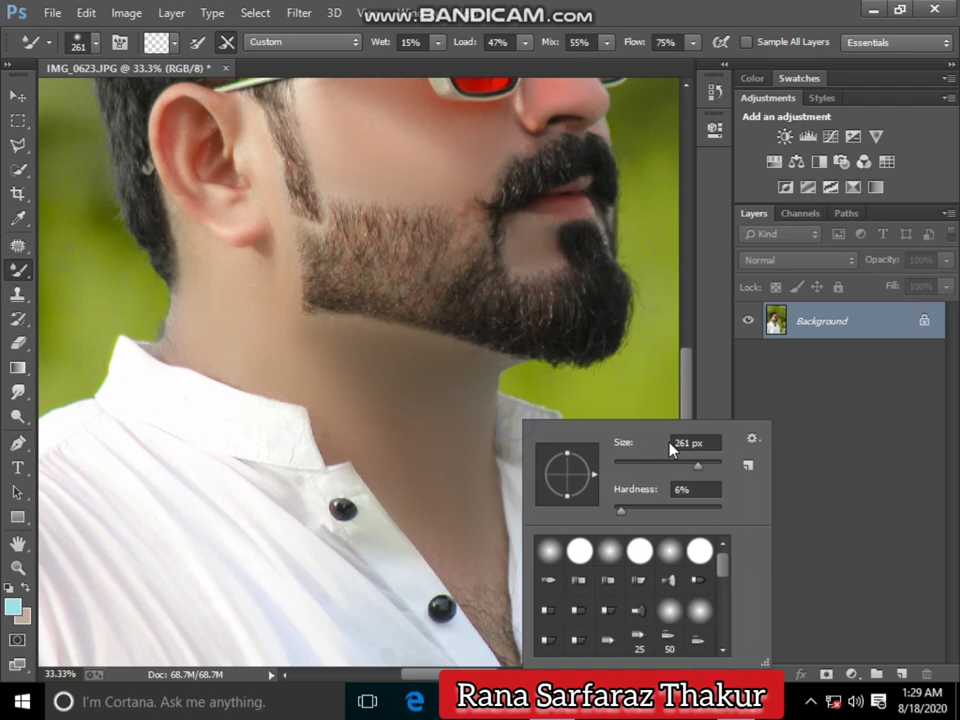 Ps File Edit Image Layer Type Select Filter 3D
www.BANDICAM.com
261 Custom Wet: 15% Load: 47% Mix: 55% Flow: 75% Sample All Layers Essentials
IMG_0623.JPG @ 33.3% (RGB/8) * ×
Color Swatches
Adjustments Styles
Add an adjustment
Layers Channels Paths
Kind
Normal Opacity: 100%
Lock: Fill: 100%
Background
Size: 261 px
Hardness: 6%
25 50
33.33% Doc: 68.7M/68.7M
I'm Cortana. Ask me anything.
Rana Sarfaraz Thakur
1:29 AM
8/18/2020